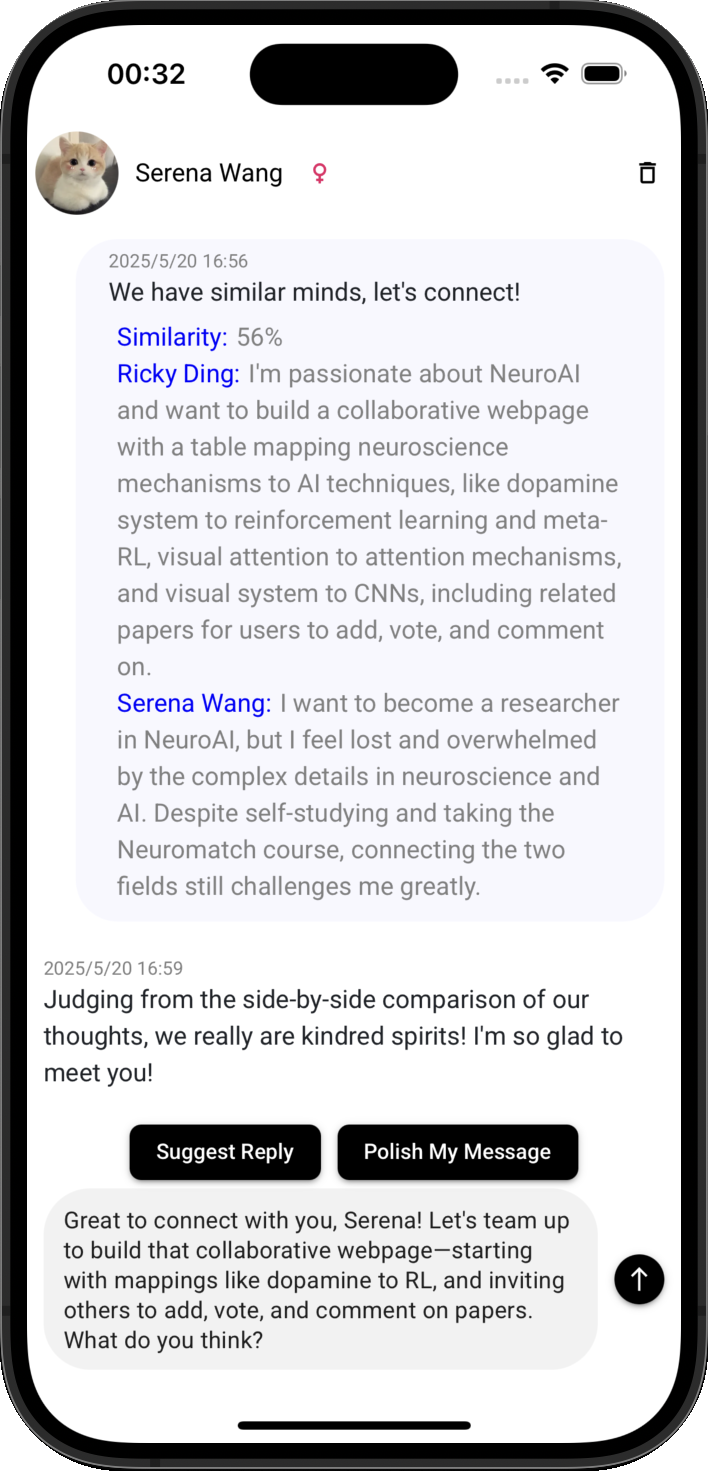 00:32
Serena Wang ♀
2025/5/20 16:56
We have similar minds, let's connect!
Similarity: 56%
Ricky Ding: I'm passionate about NeuroAI
and want to build a collaborative webpage
with a table mapping neuroscience
mechanisms to AI techniques, like dopamine
system to reinforcement learning and meta-
RL, visual attention to attention mechanisms,
and visual system to CNNs, including related
papers for users to add, vote, and comment
on.
Serena Wang: I want to become a researcher
in NeuroAI, but I feel lost and overwhelmed
by the complex details in neuroscience and
AI. Despite self-studying and taking the
Neuromatch course, connecting the two
fields still challenges me greatly.
2025/5/20 16:59
Judging from the side-by-side comparison of our
thoughts, we really are kindred spirits! I'm so glad to
meet you!
Suggest Reply
Polish My Message
Great to connect with you, Serena! Let's team up
to build that collaborative webpage—starting
with mappings like dopamine to RL, and inviting
others to add, vote, and comment on papers.
What do you think?